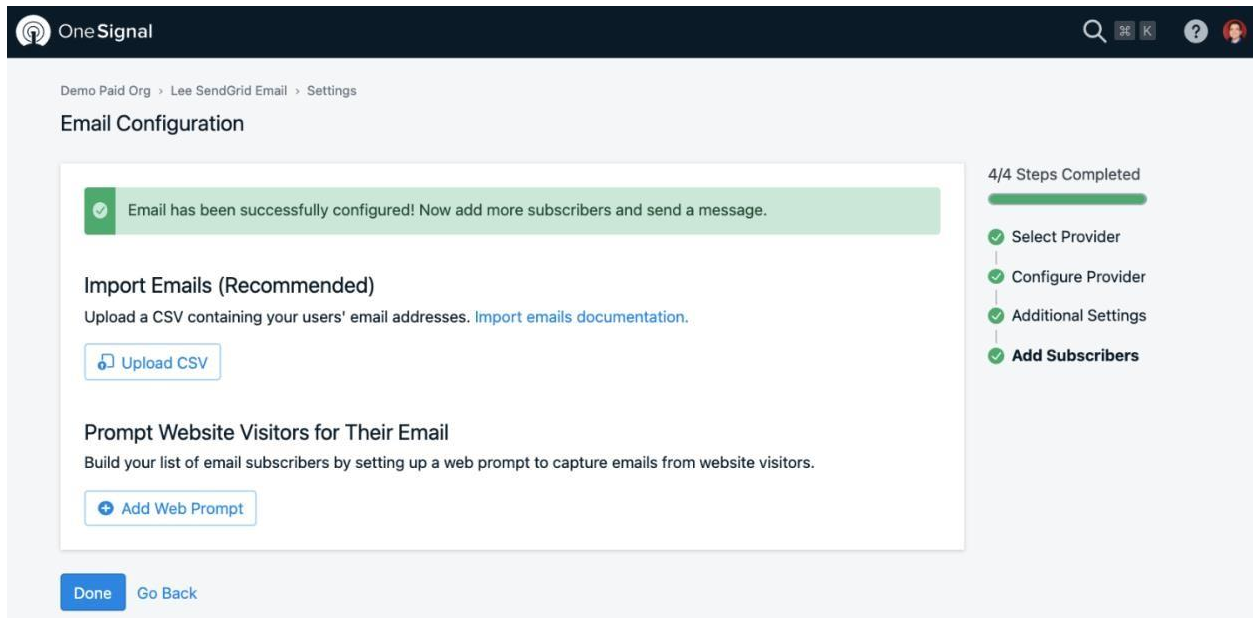 OneSignal
⌘ K
?
Demo Paid Org › Lee SendGrid Email › Settings
Email Configuration
Email has been successfully configured! Now add more subscribers and send a message.
Import Emails (Recommended)
Upload a CSV containing your users' email addresses. Import emails documentation.
Upload CSV
Prompt Website Visitors for Their Email
Build your list of email subscribers by setting up a web prompt to capture emails from website visitors.
Add Web Prompt
Done Go Back
4/4 Steps Completed
Select Provider
Configure Provider
Additional Settings
Add Subscribers